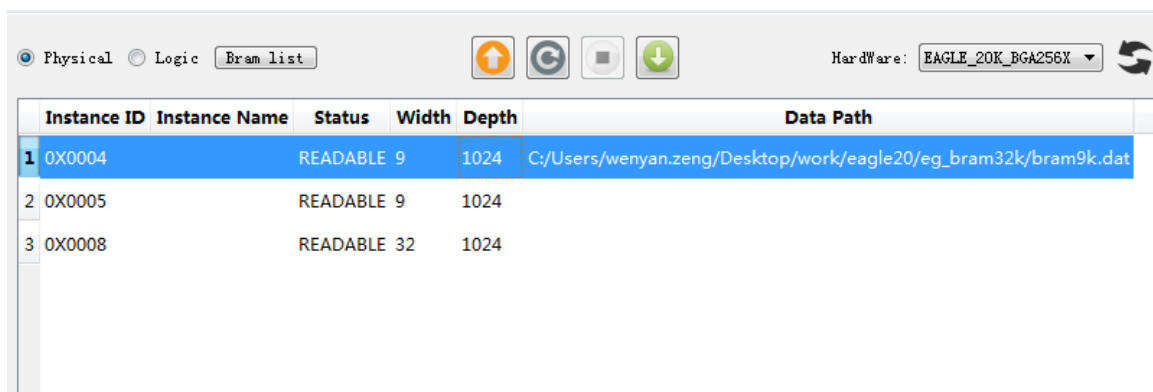 Physical Logic Bram list HardWare: EAGLE_20K_BGA256X
Instance ID Instance Name Status Width Depth Data Path
1 0X0004 READABLE 9 1024 C:/Users/wenyan.zeng/Desktop/work/eagle20/eg_bram32k/bram9k.dat
2 0X0005 READABLE 9 1024
3 0X0008 READABLE 32 1024